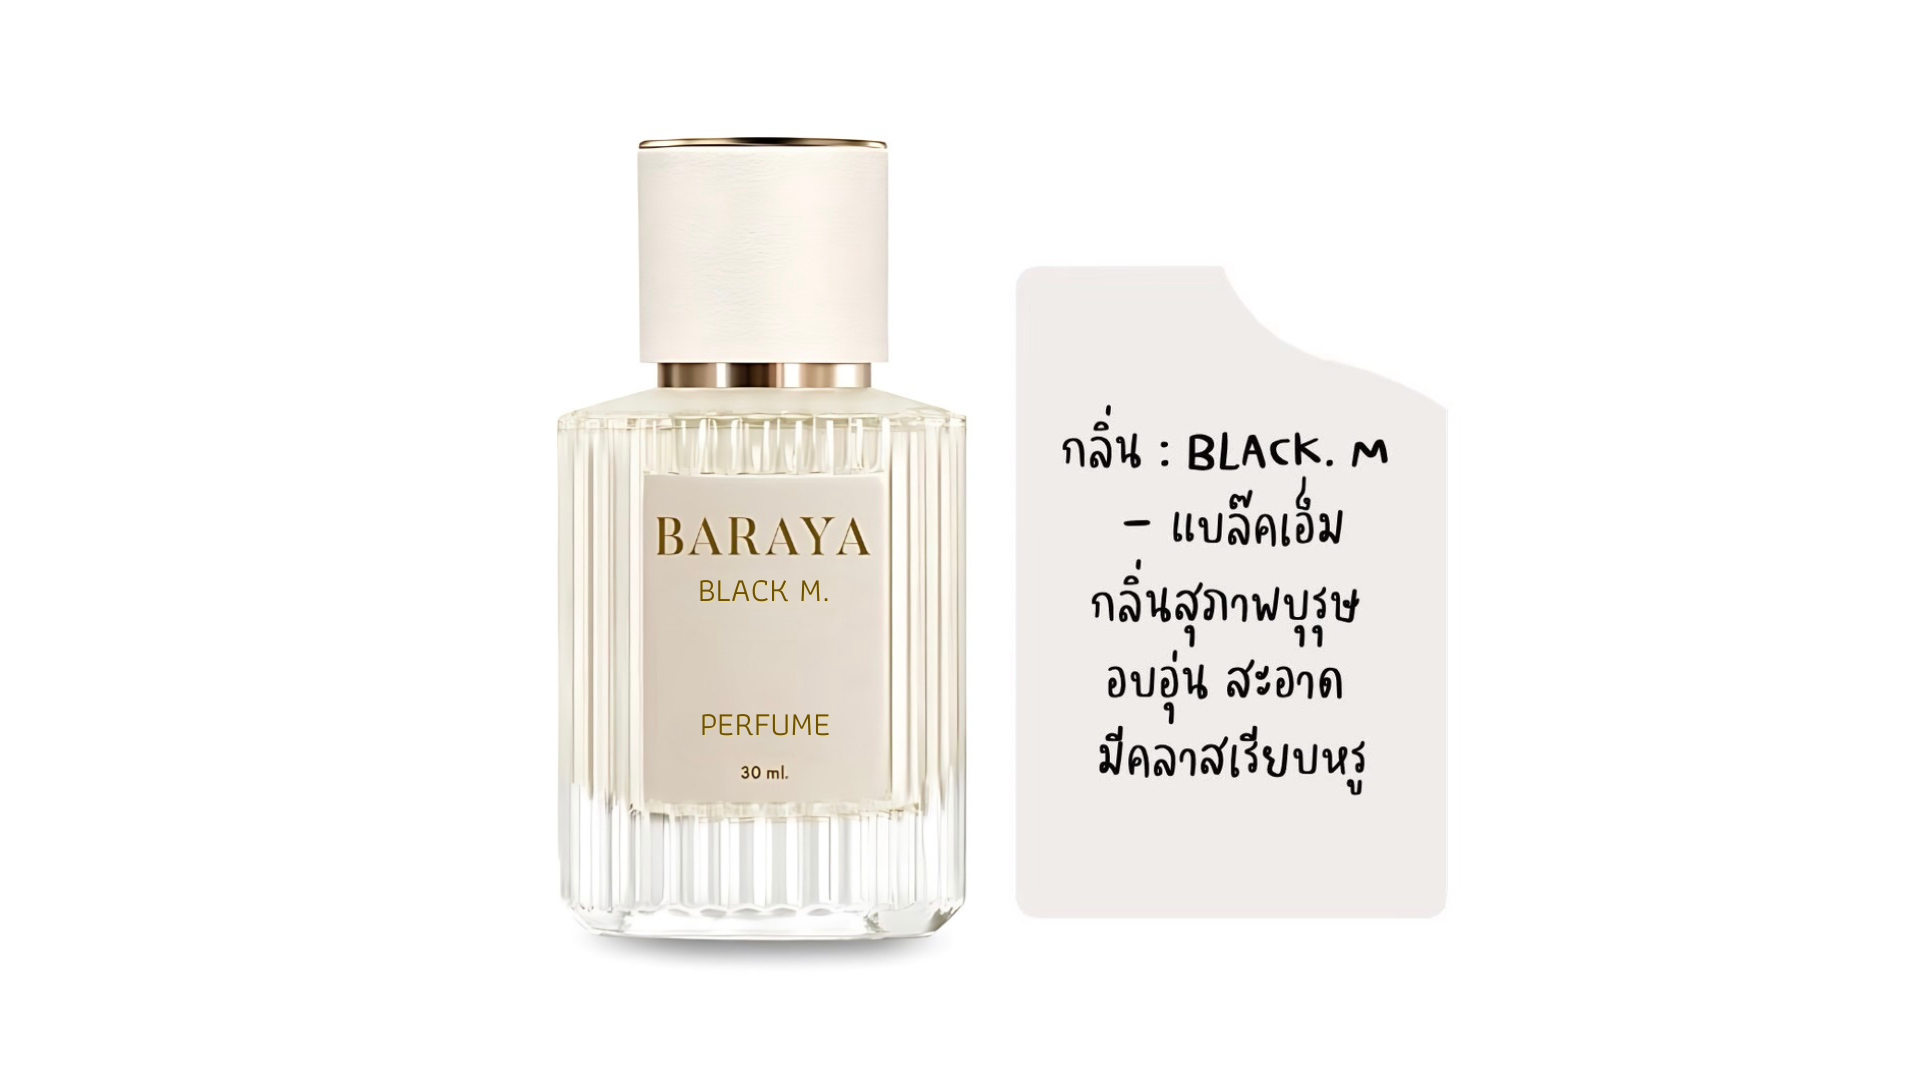 BARAYA
BLACK M.
PERFUME
30 ml.
กลิ่น : BLACK. M
- แบล๊คเอ็ม
กลิ่นสุภาพบุรุษ
อบอุ่น สะอาด
มีคลาสเรียบหรู